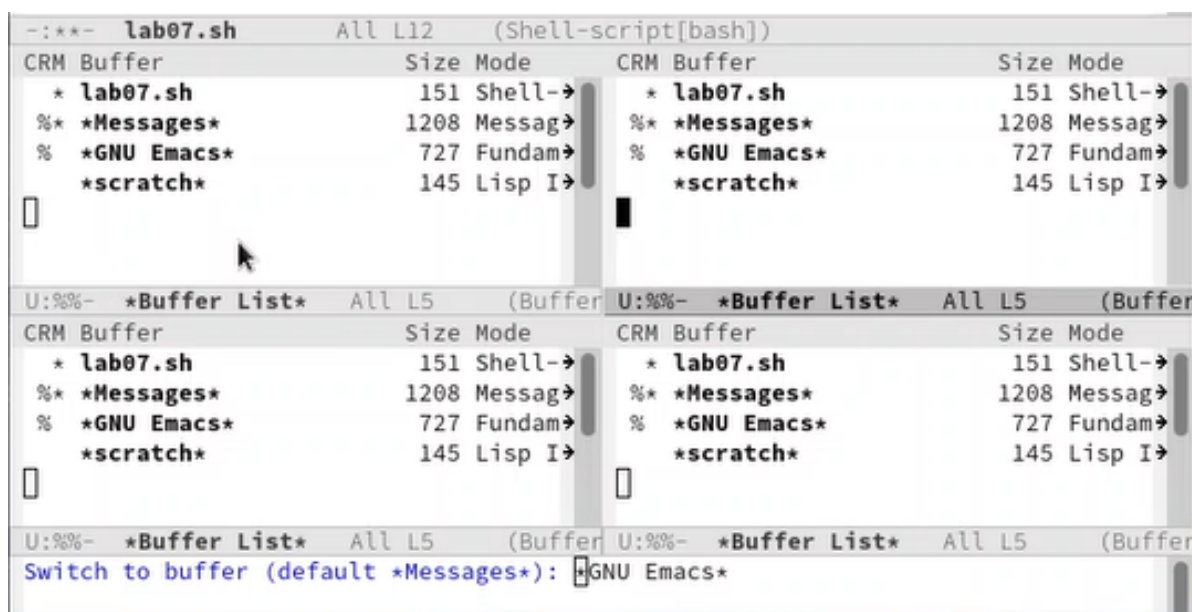 -:**-  lab07.sh       All L12    (Shell-script[bash])
CRM Buffer                Size Mode
  * lab07.sh               151 Shell-→
 %* *Messages*            1208 Messag→
 %  *GNU Emacs*            727 Fundam→
    *scratch*              145 Lisp I→
U:%%-  *Buffer List*   All L5     (Buffer
CRM Buffer                Size Mode
  * lab07.sh               151 Shell-→
 %* *Messages*            1208 Messag→
 %  *GNU Emacs*            727 Fundam→
    *scratch*              145 Lisp I→
U:%%-  *Buffer List*   All L5     (Buffer
CRM Buffer                Size Mode
  * lab07.sh               151 Shell-→
 %* *Messages*            1208 Messag→
 %  *GNU Emacs*            727 Fundam→
    *scratch*              145 Lisp I→
U:%%-  *Buffer List*   All L5     (Buffer
CRM Buffer                Size Mode
  * lab07.sh               151 Shell-→
 %* *Messages*            1208 Messag→
 %  *GNU Emacs*            727 Fundam→
    *scratch*              145 Lisp I→
U:%%-  *Buffer List*   All L5     (Buffer
Switch to buffer (default *Messages*): *GNU Emacs*